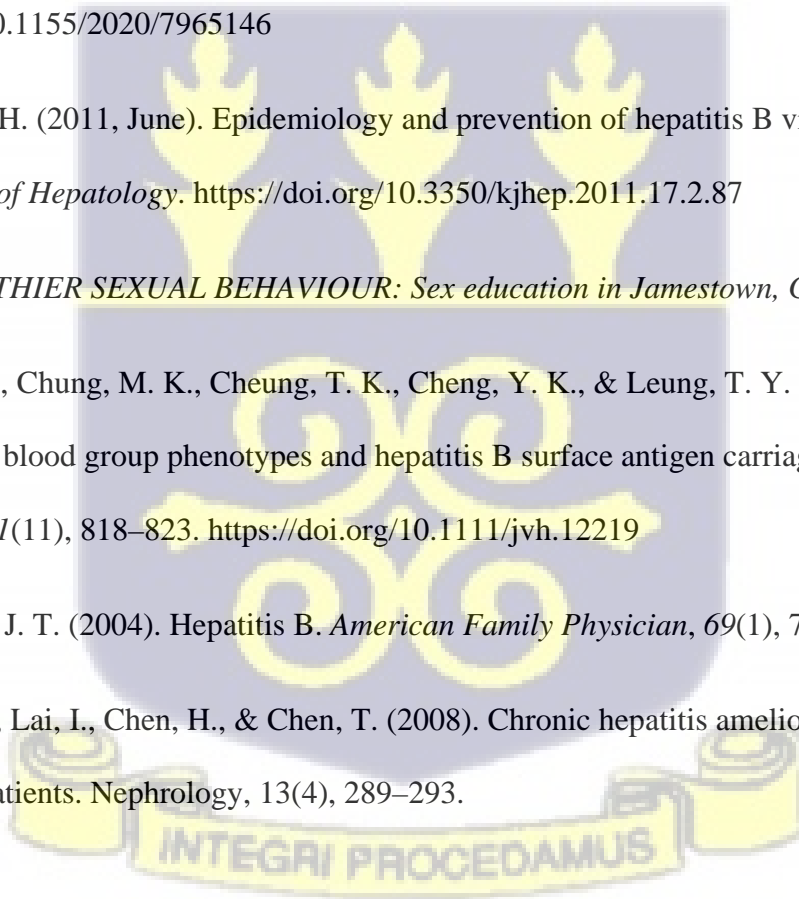 0.1155/2020/7965146
H. (2011, June). Epidemiology and prevention of hepatitis B vi
of Hepatology. https://doi.org/10.3350/kjhep.2011.17.2.87
THIER SEXUAL BEHAVIOUR: Sex education in Jamestown, G
, Chung, M. K., Cheung, T. K., Cheng, Y. K., & Leung, T. Y.
blood group phenotypes and hepatitis B surface antigen carriag
1(11), 818–823. https://doi.org/10.1111/jvh.12219
J. T. (2004). Hepatitis B. American Family Physician, 69(1), 7
, Lai, I., Chen, H., & Chen, T. (2008). Chronic hepatitis amelio
atients. Nephrology, 13(4), 289–293.
INTEGRI PROCEDAMUS